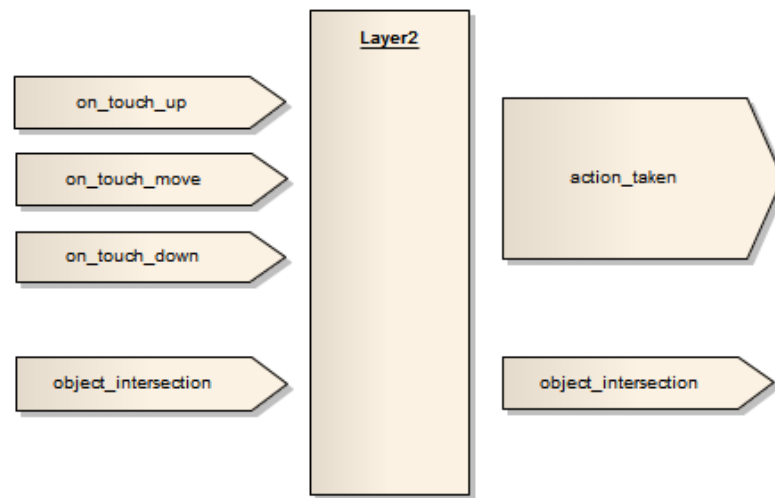 Layer2
on_touch_up
on_touch_move
on_touch_down
object_intersection
action_taken
object_intersection